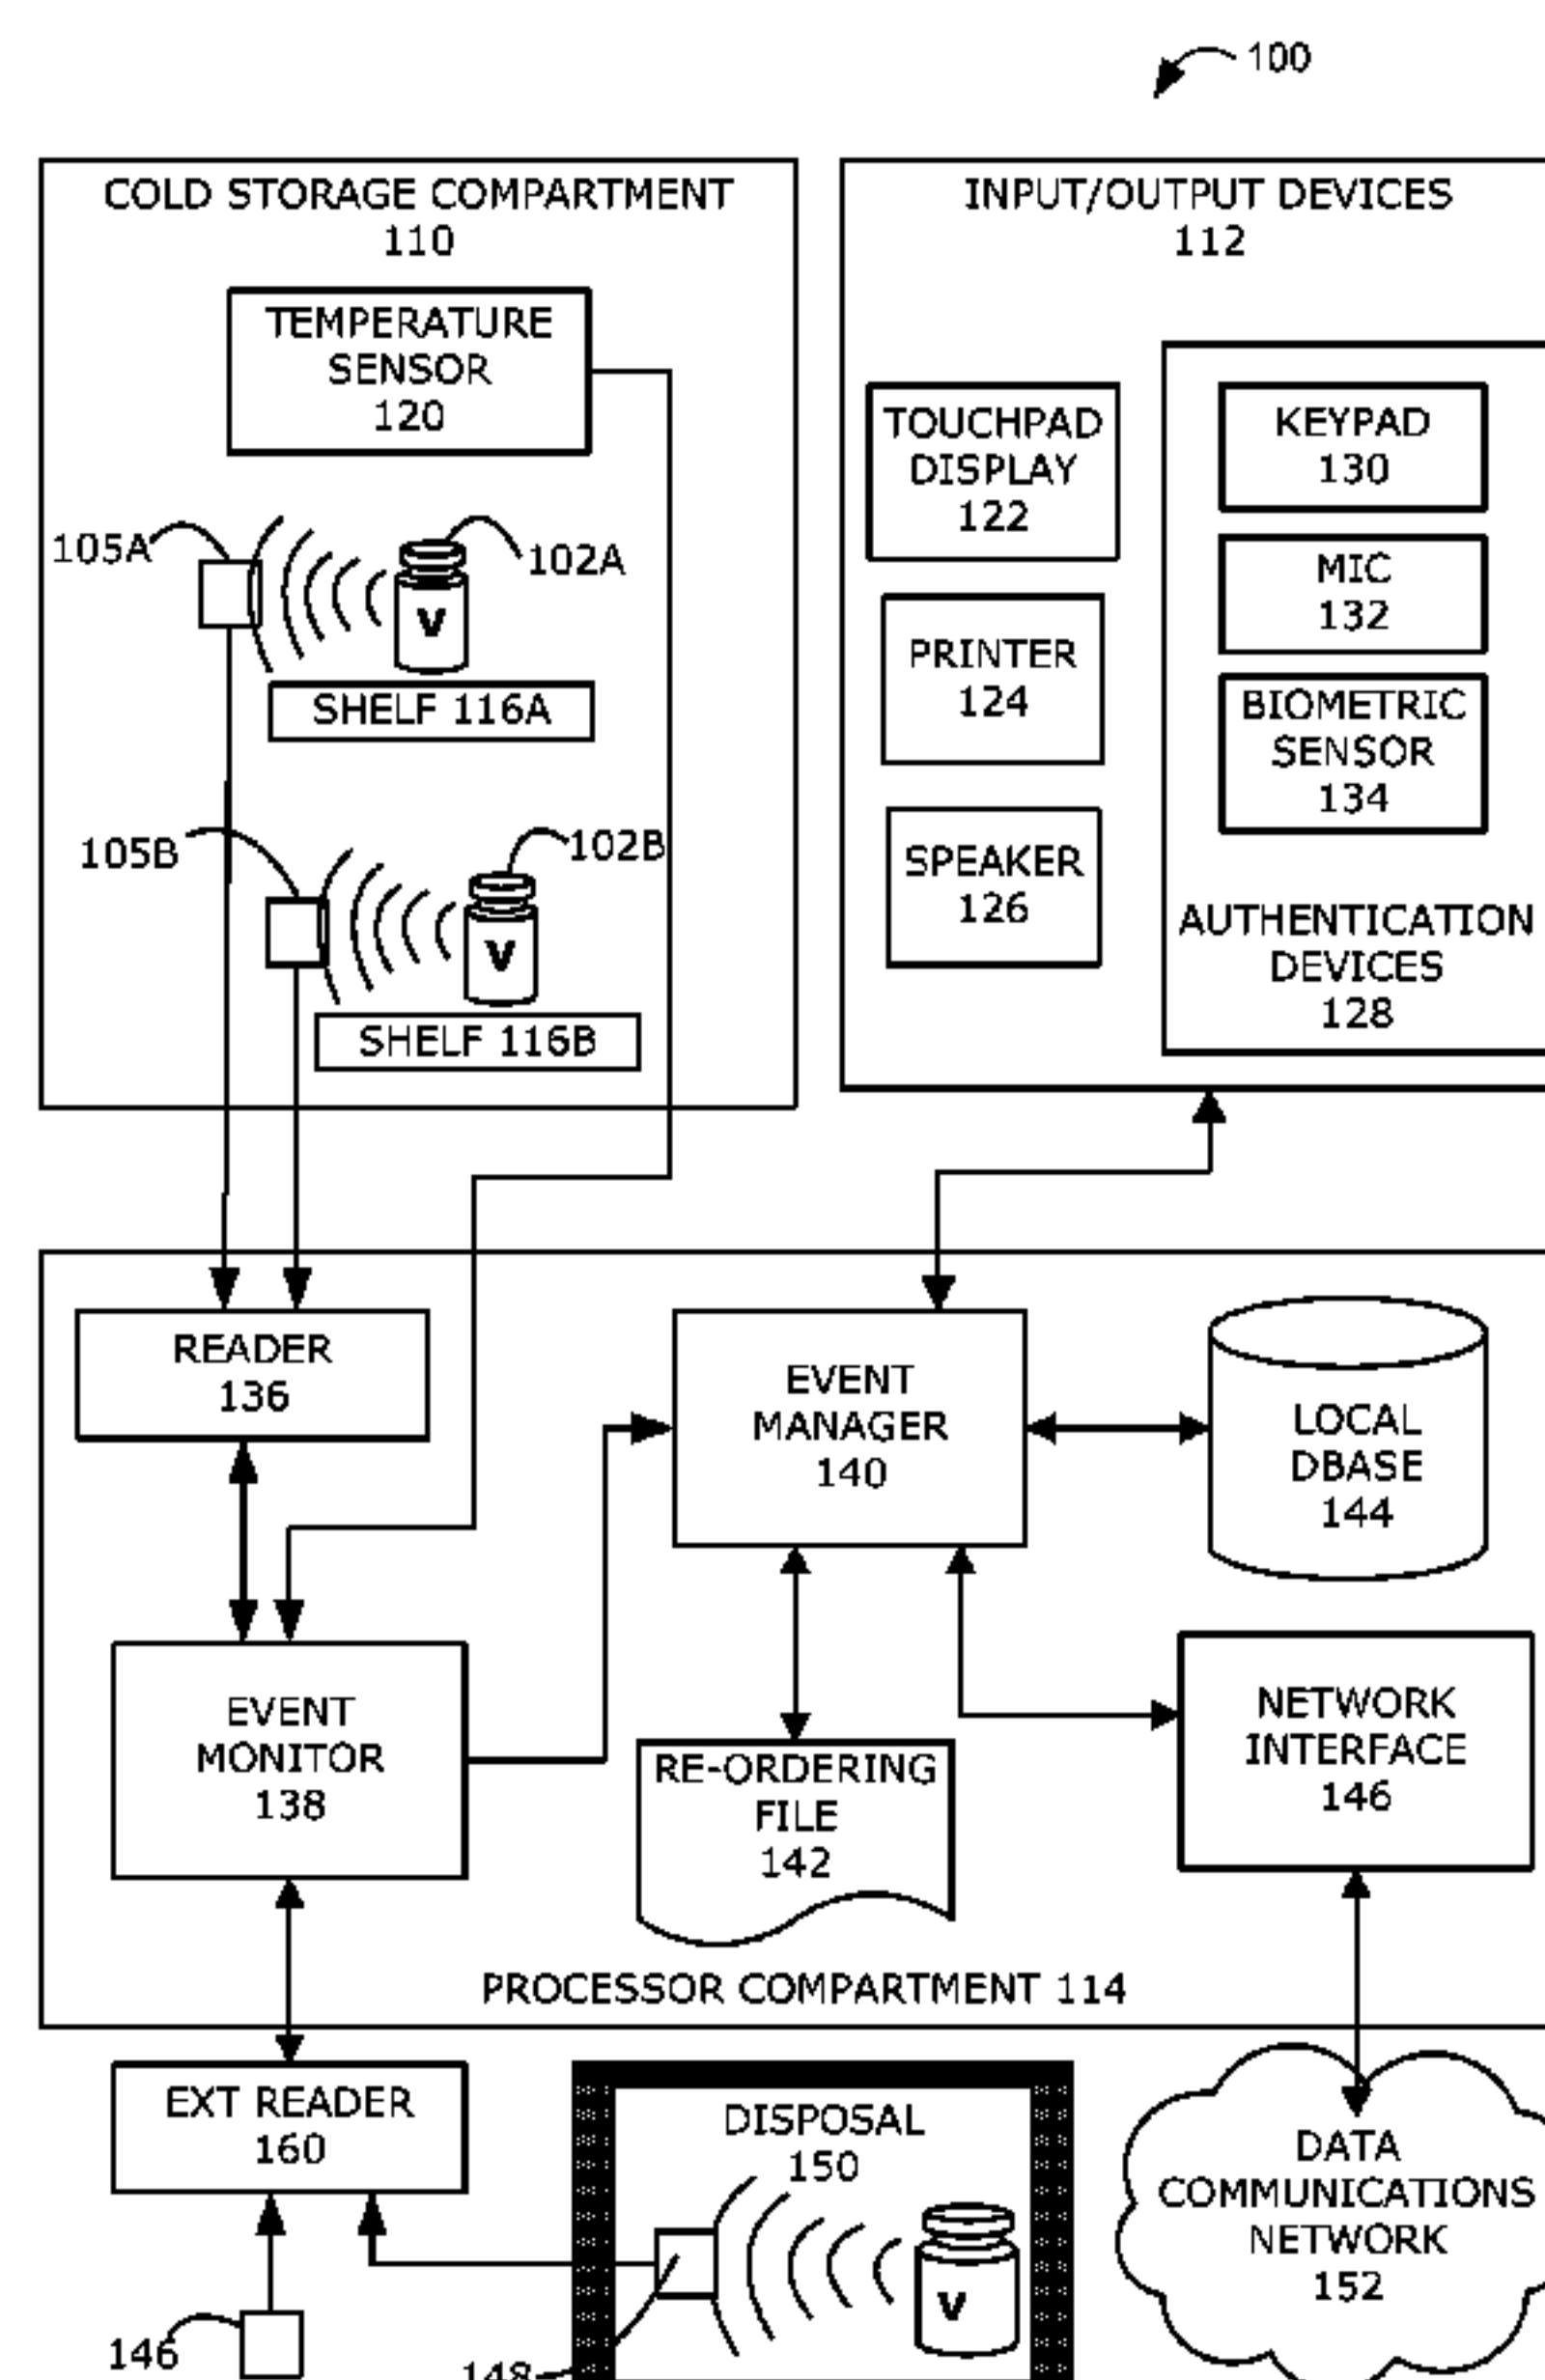 100
COLD STORAGE COMPARTMENT
110
TEMPERATURE
SENSOR
120
105A
102A
V
SHELF 116A
105B
102B
V
SHELF 116B
INPUT/OUTPUT DEVICES
112
TOUCHPAD
DISPLAY
122
PRINTER
124
SPEAKER
126
KEYPAD
130
MIC
132
BIOMETRIC
SENSOR
134
AUTHENTICATION
DEVICES
128
READER
136
EVENT
MANAGER
140
LOCAL
DBASE
144
EVENT
MONITOR
138
RE-ORDERING
FILE
142
NETWORK
INTERFACE
146
PROCESSOR COMPARTMENT 114
EXT READER
160
DISPOSAL
150
V
DATA
COMMUNICATIONS
NETWORK
152
146
148